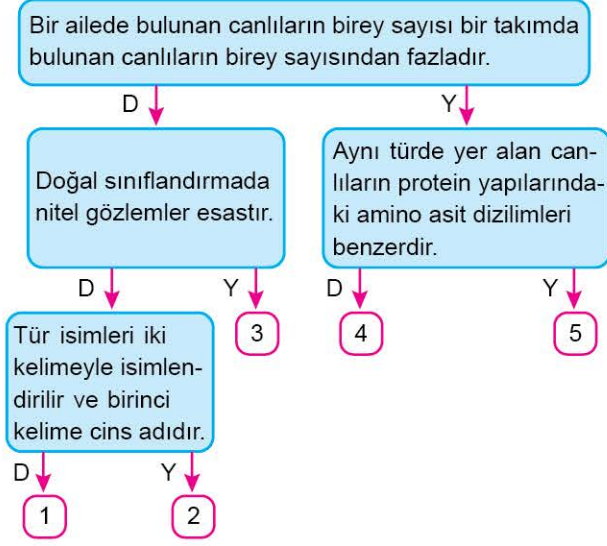 Bir ailede bulunan canlıların birey sayısı bir takımda
bulunan canlıların birey sayısından fazladır.
D
Y
Doğal sınıflandırmada
nitel gözlemler esastır.
Aynı türde yer alan can-
lıların protein yapılarında-
ki amino asit dizilimleri
benzerdir.
D
Y
D
Y
Tür isimleri iki
kelimeyle isimlen-
dirilir ve birinci
kelime cins adıdır.
3
4
5
D
Y
1
2